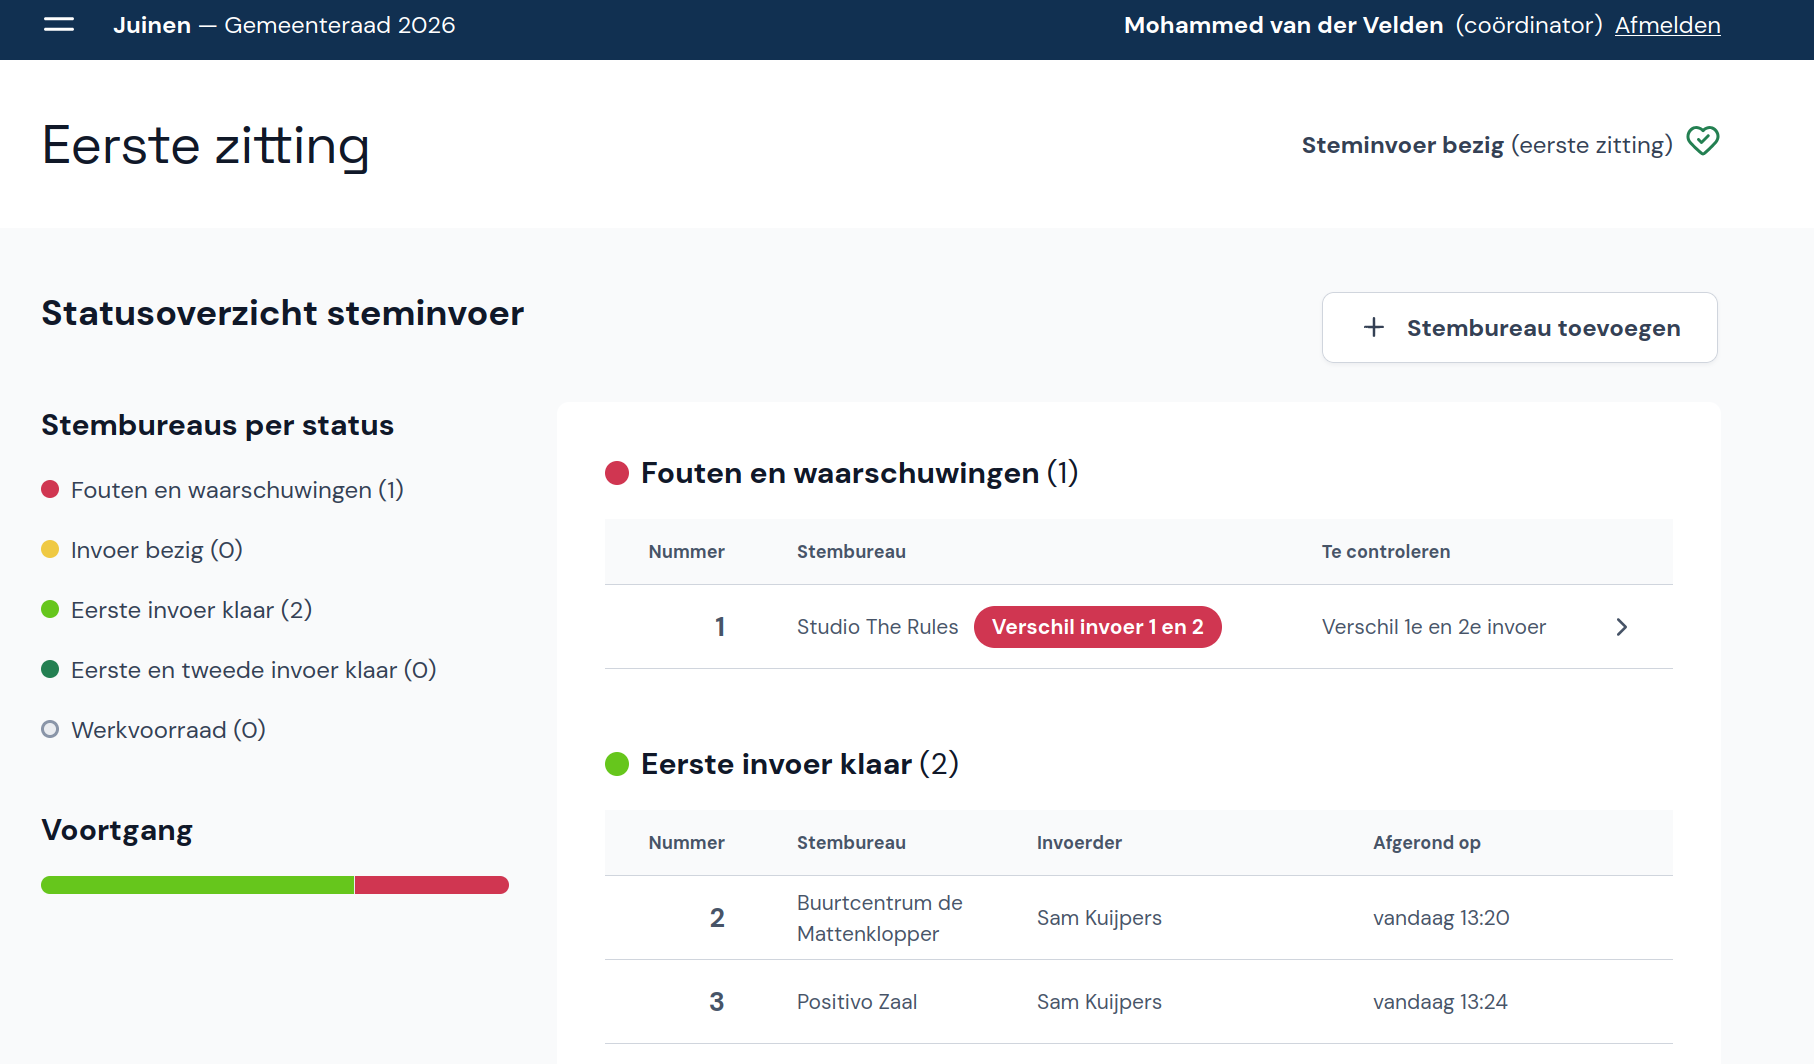 Juinen — Gemeenteraad 2026
Mohammed van der Velden (coördinator) Afmelden
Eerste zitting
Steminvoer bezig (eerste zitting)
Statusoverzicht steminvoer
Stembureau toevoegen
Stembureaus per status
Fouten en waarschuwingen (1)
Invoer bezig (0)
Eerste invoer klaar (2)
Eerste en tweede invoer klaar (0)
Werkvoorraad (0)
Voortgang
Fouten en waarschuwingen (1)
Nummer Stembureau Te controleren
1 Studio The Rules Verschil invoer 1 en 2 Verschil 1e en 2e invoer
Eerste invoer klaar (2)
Nummer Stembureau Invoerder Afgerond op
2 Buurtcentrum de Mattenklopper Sam Kuijpers vandaag 13:20
3 Positivo Zaal Sam Kuijpers vandaag 13:24